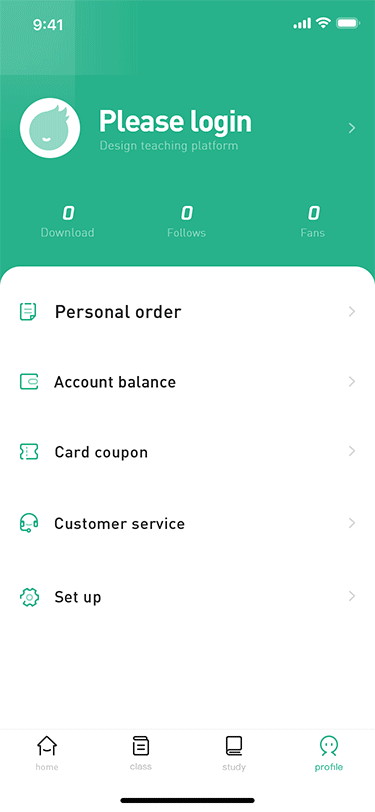 9:41
Please login
Design teaching platform
0 0 0
Download Follows Fans
Personal order
Account balance
Card coupon
Customer service
Set up
home class study profile